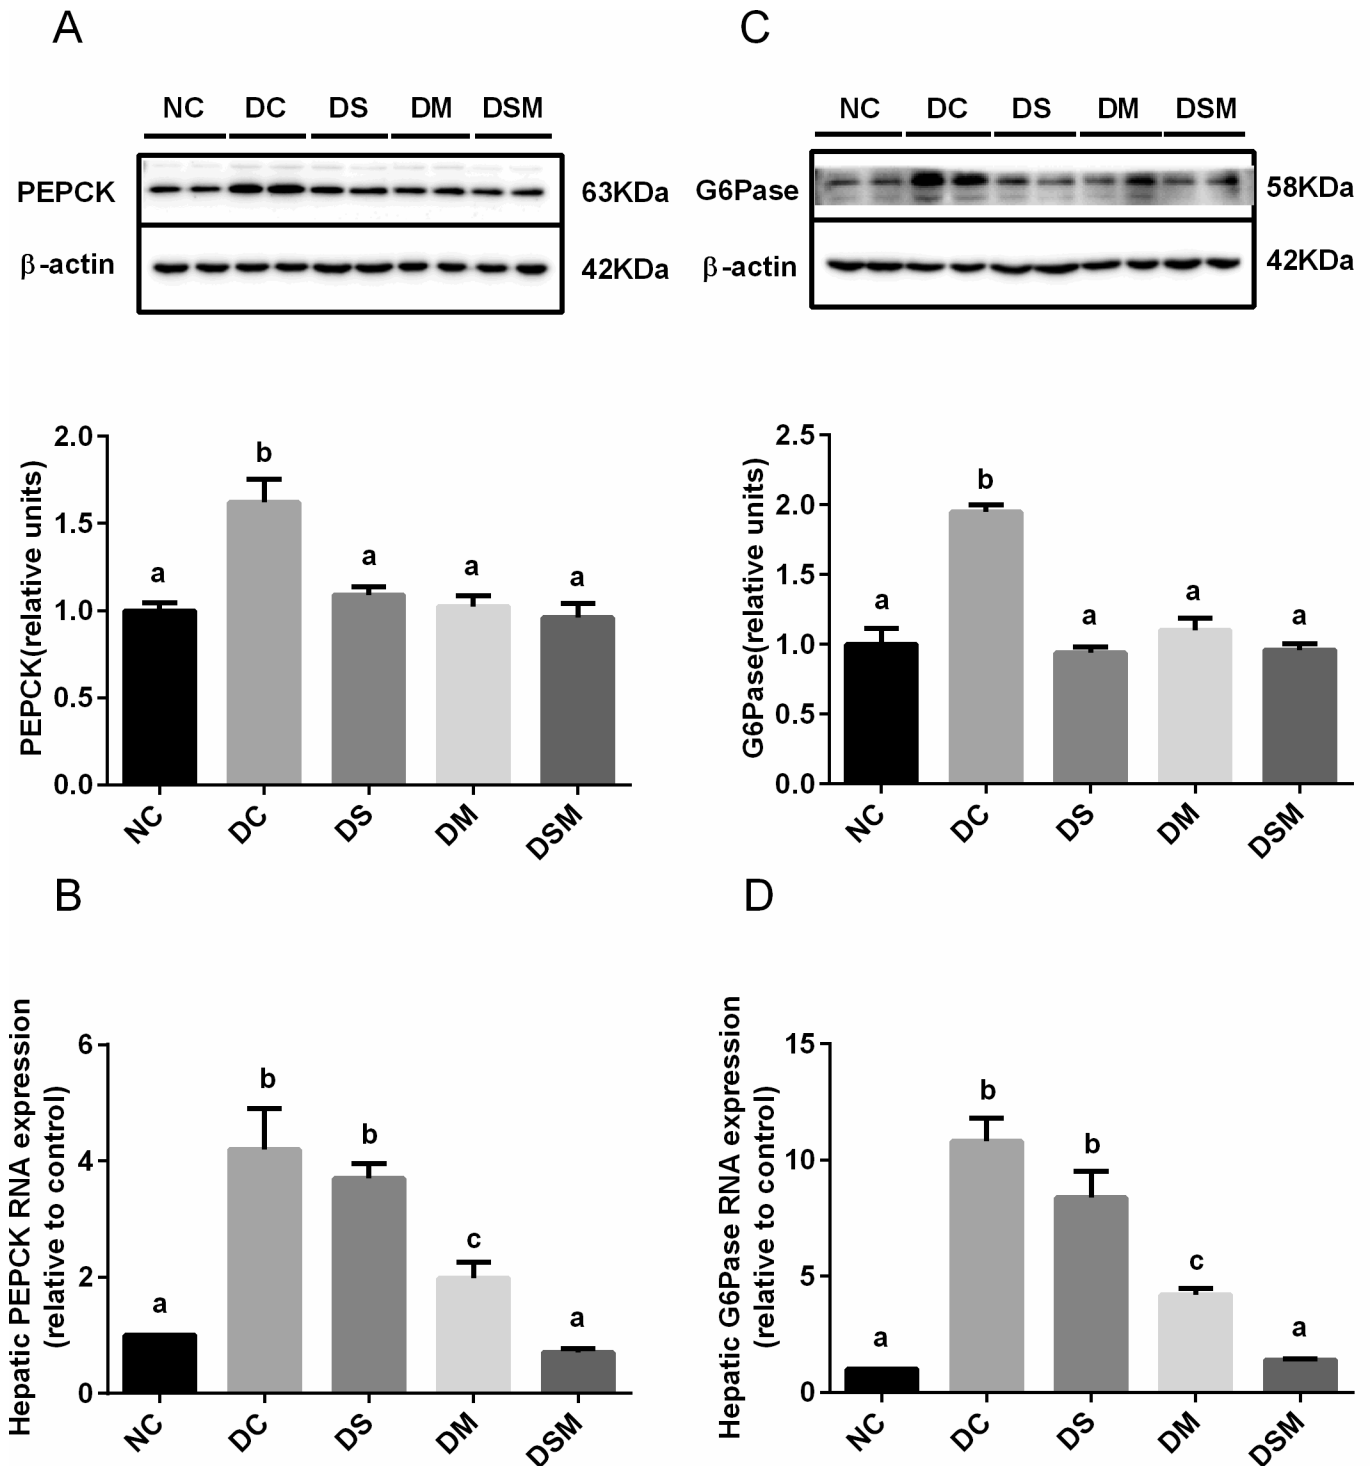 A
NC DC DS DM DSM
PEPCK 63KDa
β-actin 42KDa
PEPCK(relative units)
2.0
1.5
1.0
0.5
0.0
a b a a a
NC DC DS DM DSM
C
NC DC DS DM DSM
G6Pase 58KDa
β-actin 42KDa
G6Pase(relative units)
2.5
2.0
1.5
1.0
0.5
0.0
a b a a a
NC DC DS DM DSM
B
Hepatic PEPCK RNA expression
(relative to control)
6
4
2
0
a b b c a
NC DC DS DM DSM
D
Hepatic G6Pase RNA expression
(relative to control)
15
10
5
0
a b b c a
NC DC DS DM DSM